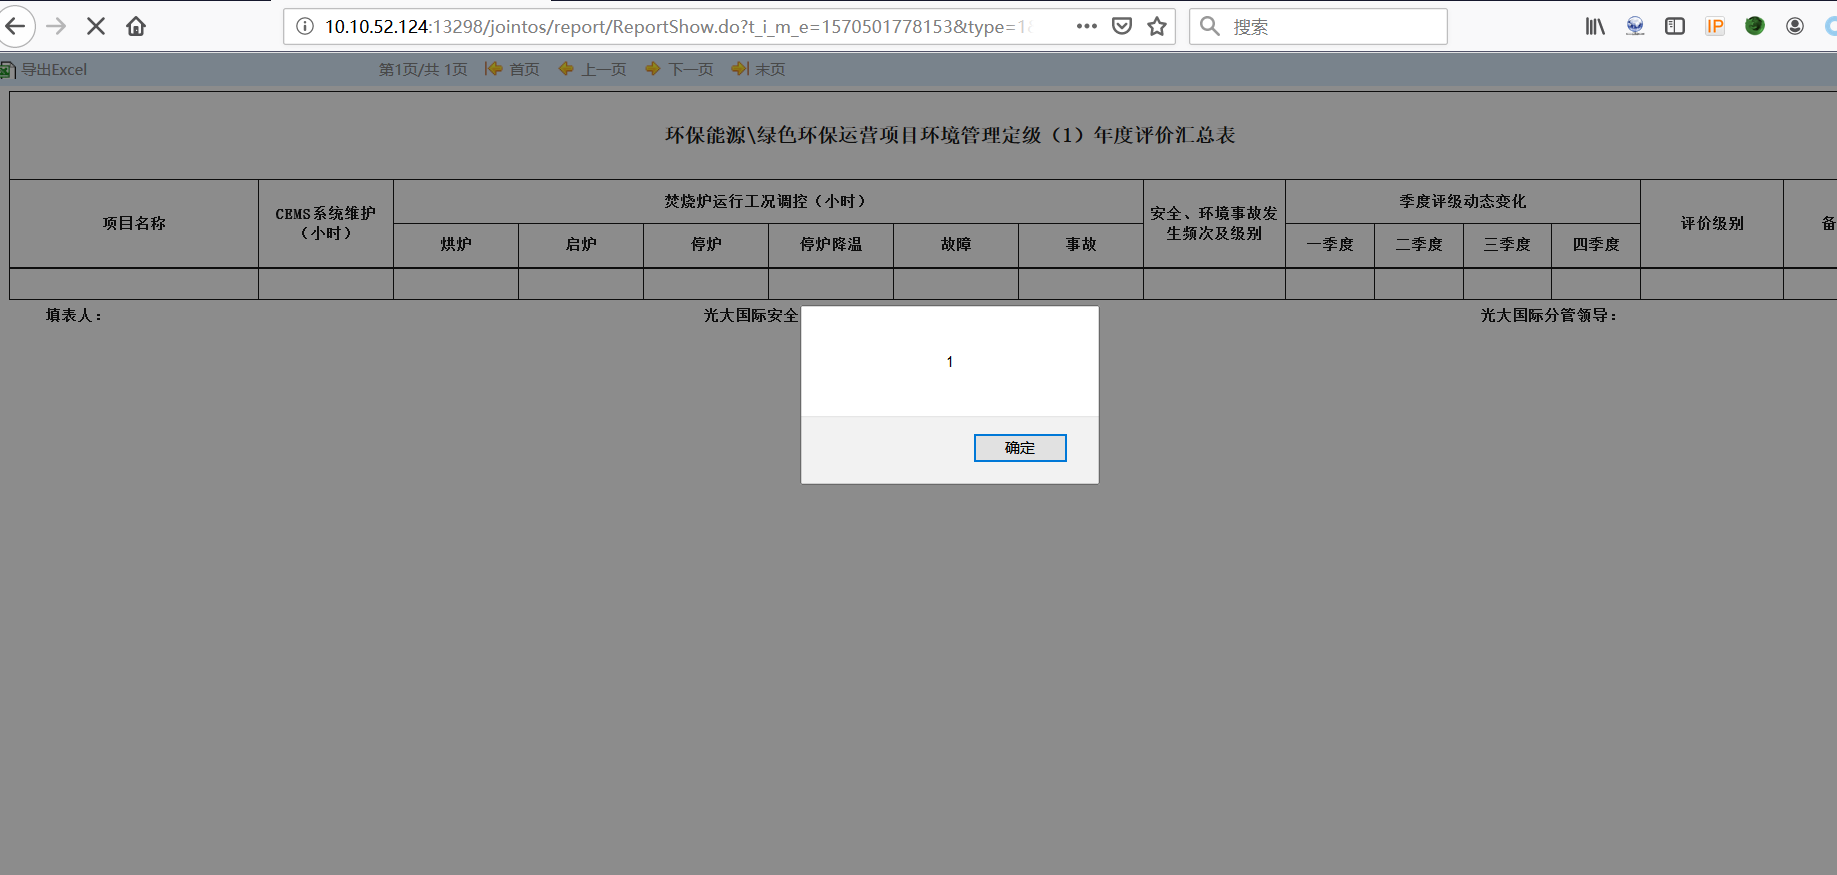 10.10.52.124:13298/jointos/report/ReportShow.do?t_i_m_e=1570501778153&type=1&
搜索
IP
导出Excel 第1页/共 1页 首页 上一页 下一页 末页
环保能源\绿色环保运营项目环境管理定级（1）年度评价汇总表
项目名称
CEMS系统维护
（小时）
焚烧炉运行工况调控（小时）
烘炉 启炉 停炉 停炉降温 故障 事故
安全、环境事故发
生频次及级别
季度评级动态变化
一季度 二季度 三季度 四季度
评价级别
备
填表人：
光大国际安全
光大国际分管领导：
1
确定